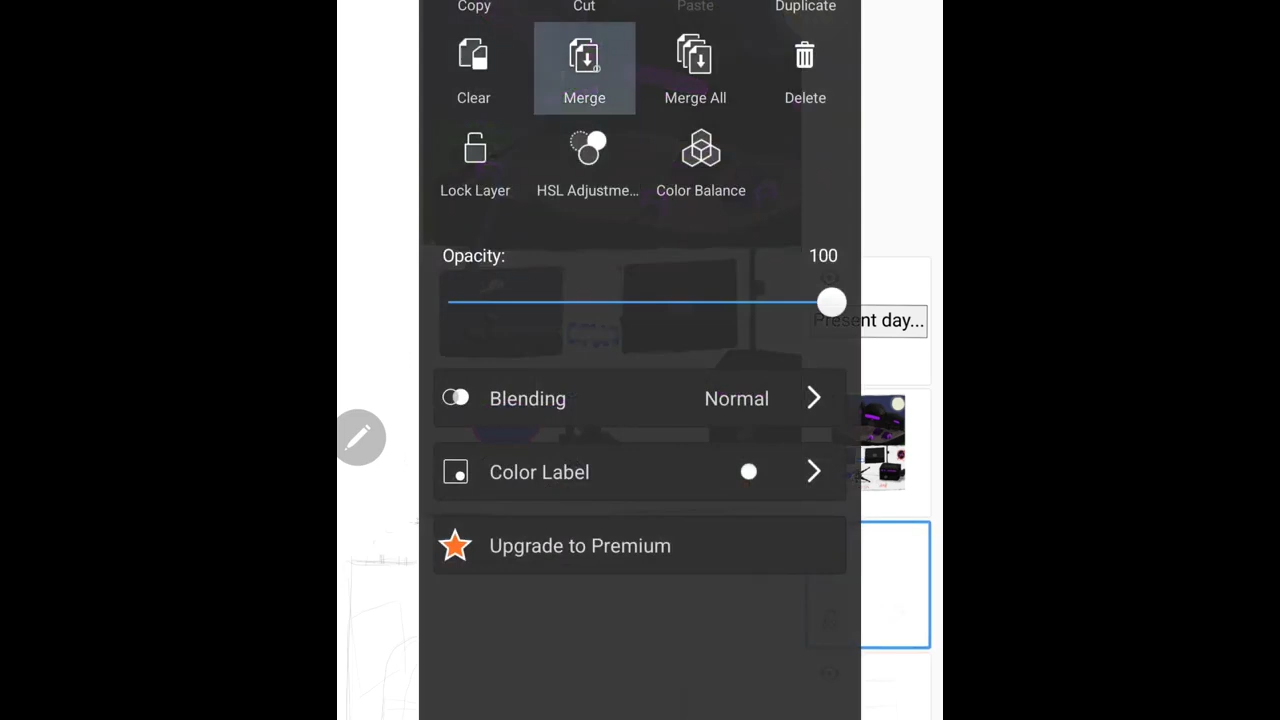 Copy Cut Paste Duplicate
Clear Merge Merge All Delete
Lock Layer HSL Adjustme... Color Balance
Opacity: 100
Present day...
Blending Normal
Color Label
Upgrade to Premium